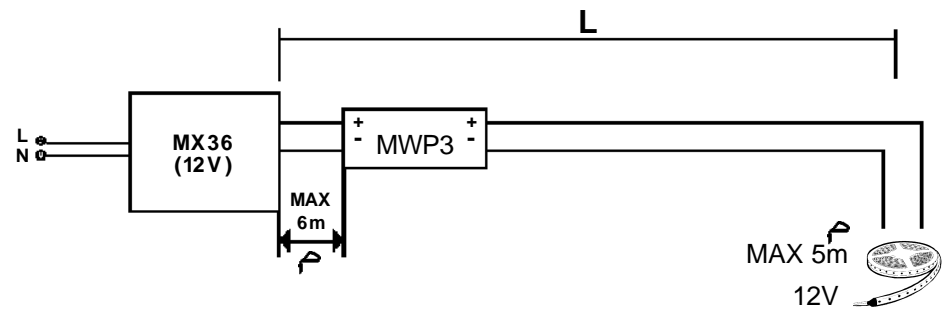 L
L
N
MX36
(12V)
+ +
- MWP3 -
MAX
6m
MAX 5m
12V